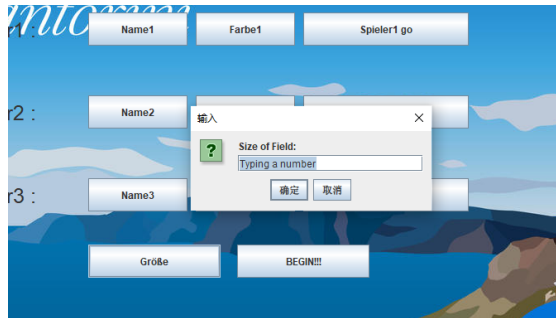 Name1
Farbe1
Spieler1 go
r2 :
Name2
输入
?
Size of Field:
Typing a number
确定
取消
r3 :
Name3
Größe
BEGIN!!!